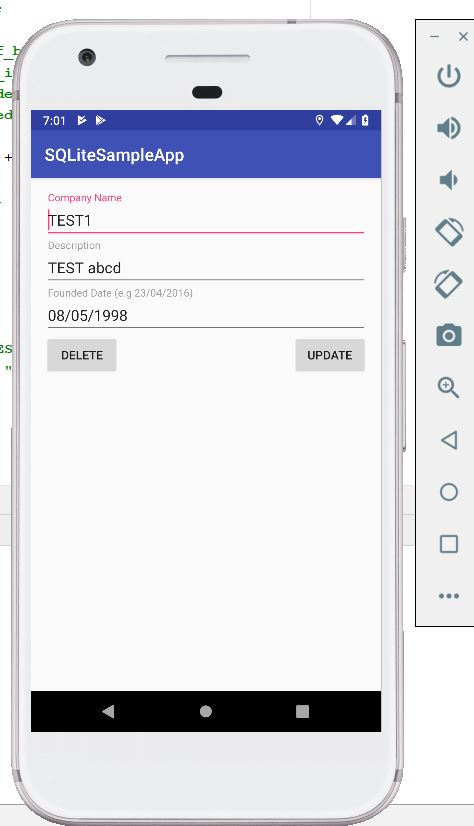 7:01
SQLiteSampleApp
Company Name
TEST1
Description
TEST abcd
Founded Date (e.g 23/04/2016)
08/05/1998
DELETE
UPDATE